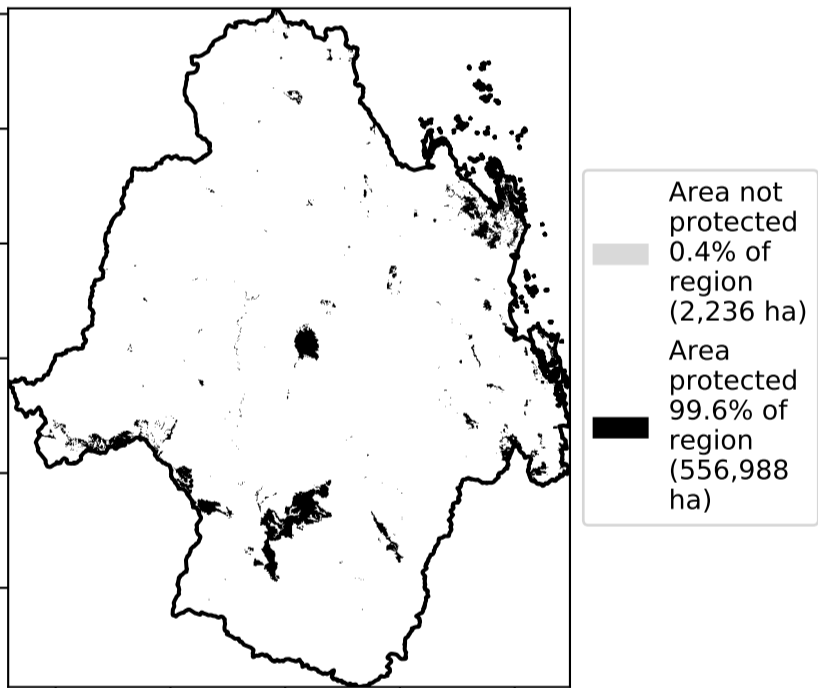 Area not
protected
0.4% of
region
(2,236 ha)
Area
protected
99.6% of
region
(556,988
ha)